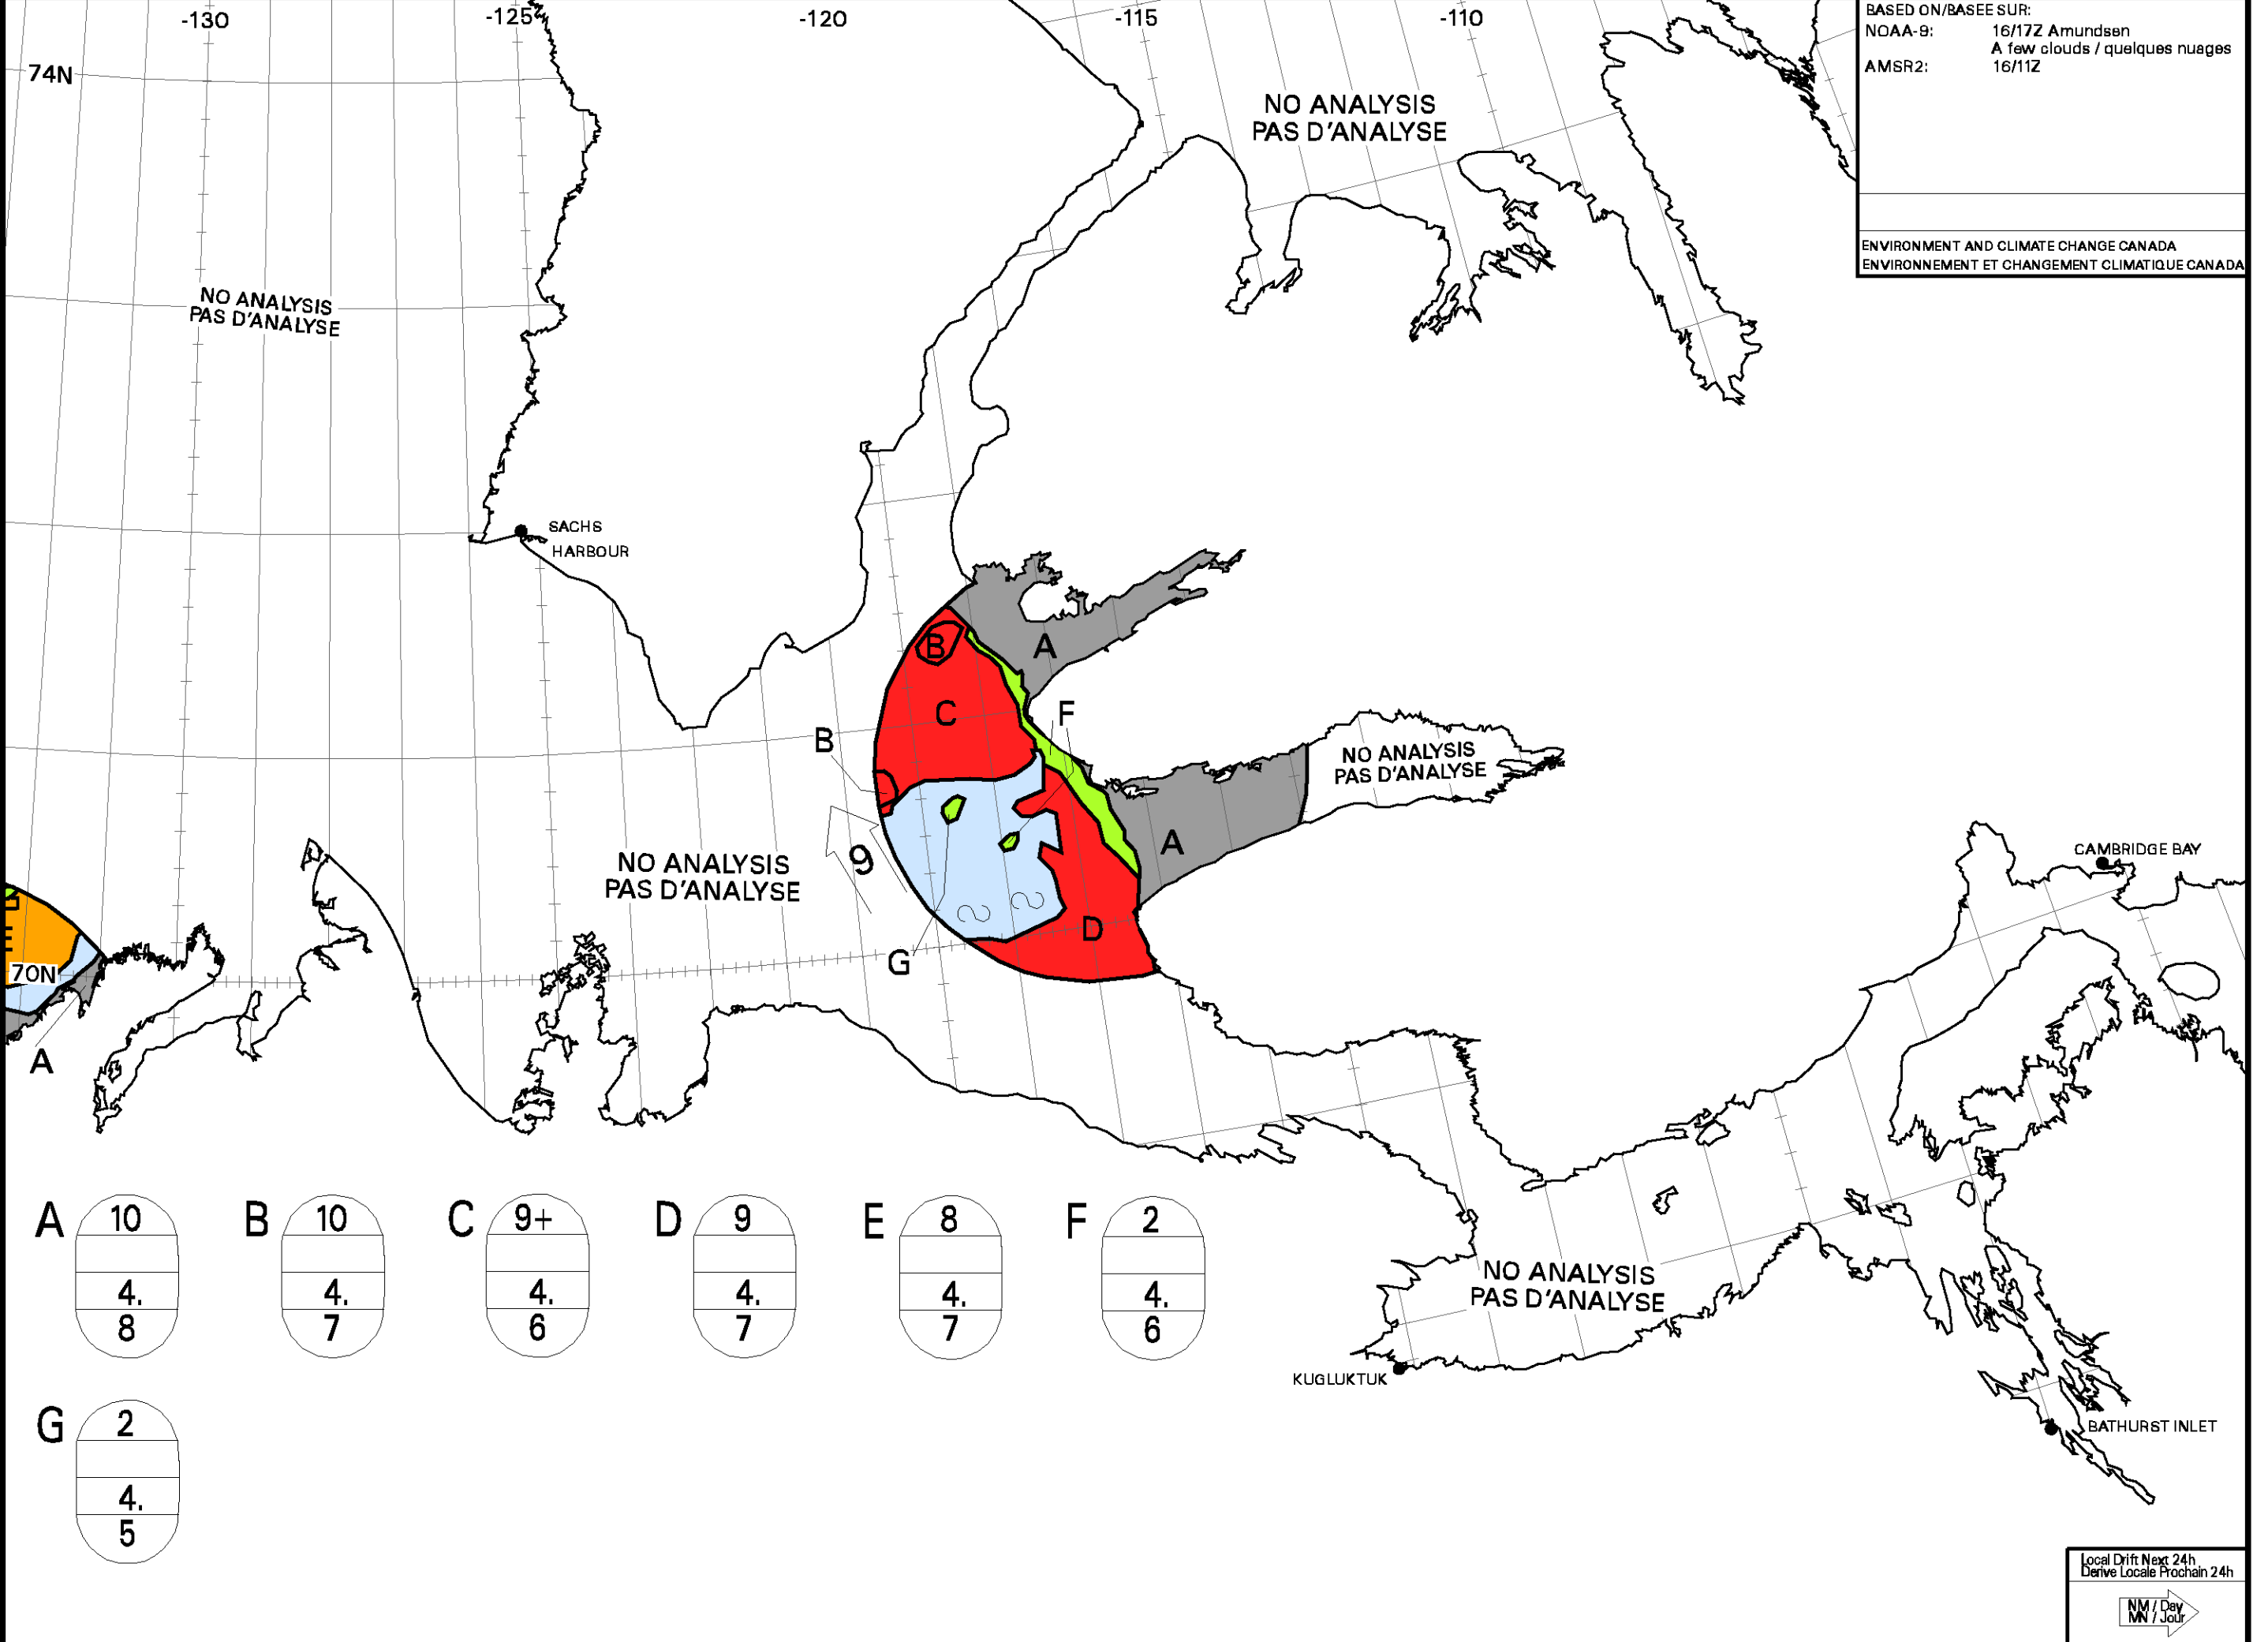 -130
-125
-120
-115
-110
BASED ON/BASEE SUR:
NOAA-9: 16/17Z Amundsen
A few clouds / quelques nuages
AMSR2: 16/11Z
ENVIRONMENT AND CLIMATE CHANGE CANADA
ENVIRONNEMENT ET CHANGEMENT CLIMATIQUE CANADA
74N
NO ANALYSIS
PAS D'ANALYSE
NO ANALYSIS
PAS D'ANALYSE
SACHS
HARBOUR
B
A
C
F
B
NO ANALYSIS
PAS D'ANALYSE
A
9
NO ANALYSIS
PAS D'ANALYSE
CAMBRIDGE BAY
D
G
E
70N
A
A 10 4. 8
B 10 4. 7
C 9+ 4. 6
D 9 4. 7
E 8 4. 7
F 2 4. 6
NO ANALYSIS
PAS D'ANALYSE
KUGLUKTUK
BATHURST INLET
G 2 4. 5
Local Drift Next 24h
Derive Locale Prochain 24h
NM / Day
MN / Jour